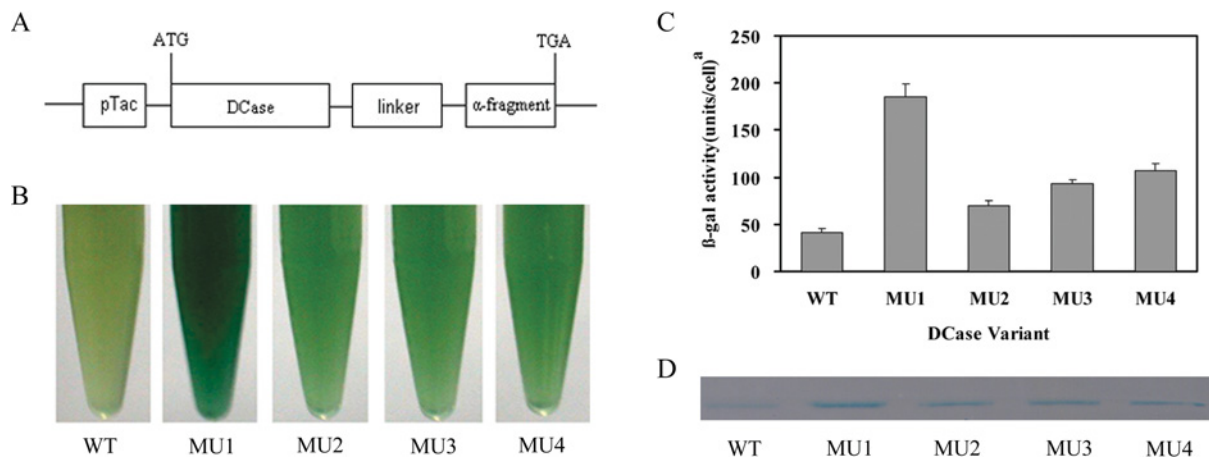 A
ATG
TGA
pTac
DCase
linker
α-fragment
B
WT
MU1
MU2
MU3
MU4
C
ß-gal activity(units/cell)a
250
200
150
100
50
0
WT
MU1
MU2
MU3
MU4
DCase Variant
D
WT
MU1
MU2
MU3
MU4